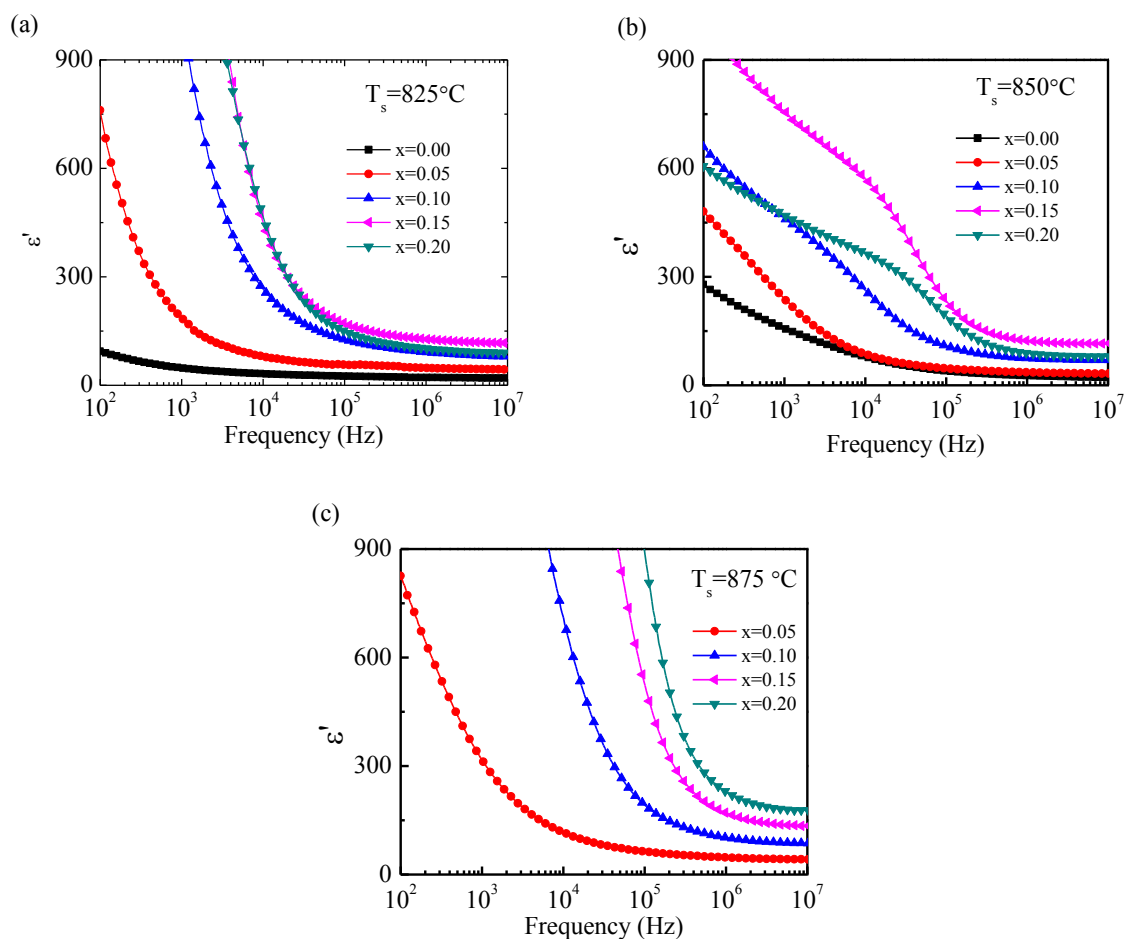 (a)
900
600
300
0
ε'
T_s=825°C
x=0.00
x=0.05
x=0.10
x=0.15
x=0.20
10² 10³ 10⁴ 10⁵ 10⁶ 10⁷
Frequency (Hz)
(b)
900
600
300
0
ε'
T_s=850°C
x=0.00
x=0.05
x=0.10
x=0.15
x=0.20
10² 10³ 10⁴ 10⁵ 10⁶ 10⁷
Frequency (Hz)
(c)
900
600
300
0
ε'
T_s=875 °C
x=0.05
x=0.10
x=0.15
x=0.20
10² 10³ 10⁴ 10⁵ 10⁶ 10⁷
Frequency (Hz)